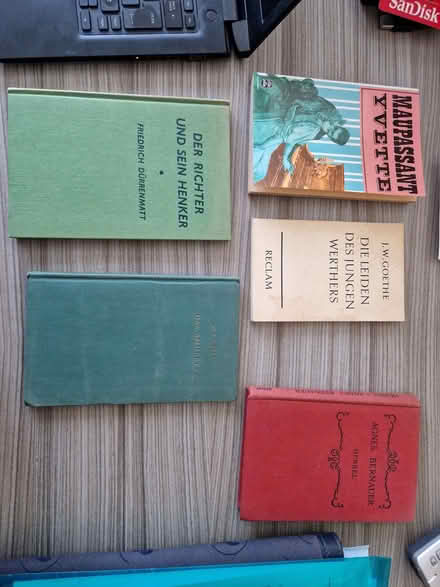 SanDisk
DER RICHTER
UND SEIN HENKER
FRIEDRICH DÜRRENMATT
MAUPASSANT
YVETTE
J.W. GOETHE
DIE LEIDEN
DES JUNGEN
WERTHERS
RECLAM
AGNES BERNAUER
HEBBEL